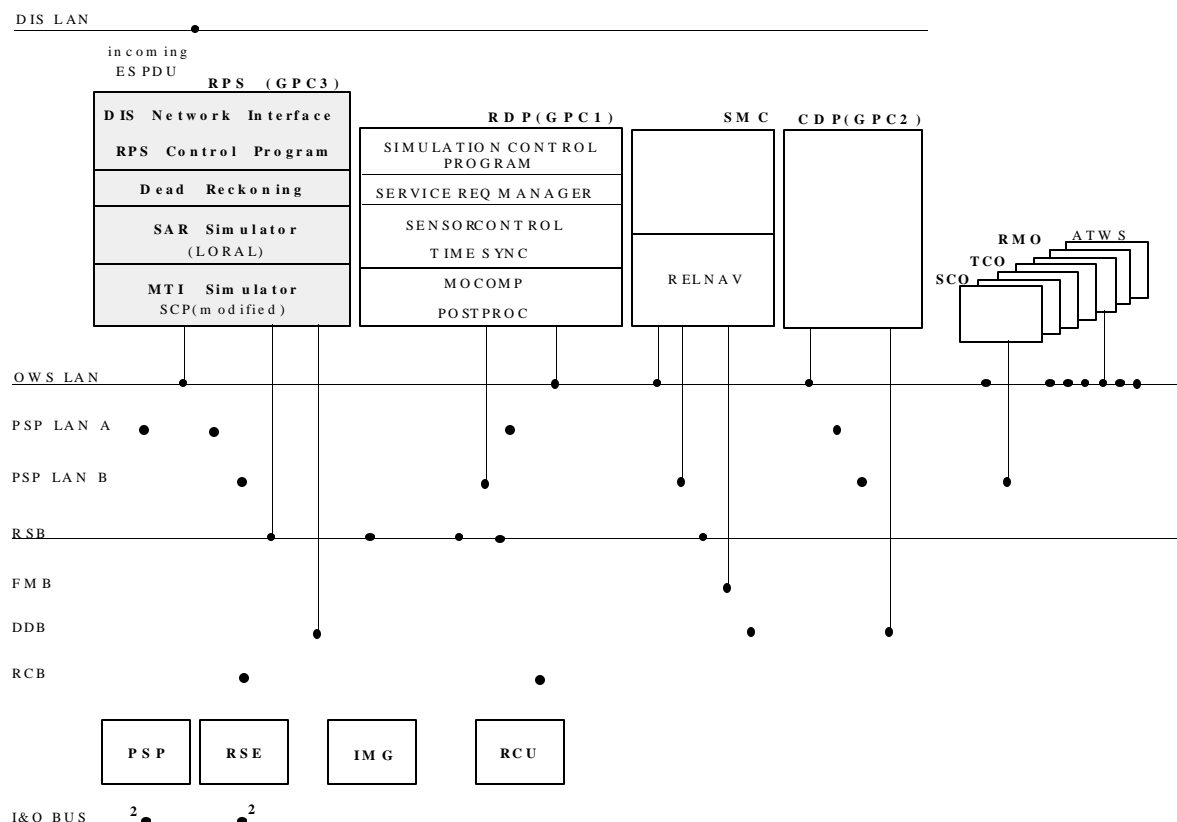 DIS LAN
incoming
ESPDU
RPS (GPC3)
DIS Network Interface
RPS Control Program
Dead Reckoning
SAR Simulator
(LORAL)
MTI Simulator
SCP(modified)
RDP(GPC1)
SIMULATION CONTROL
PROGRAM
SERVICE REQ MANAGER
SENSORCONTROL
TIME SYNC
MOCOMP
POSTPROC
SMC
RELNAV
CDP(GPC2)
ATWS
RMO
TCO
SCO
OWS LAN
PSP LAN A
PSP LAN B
RSB
FMB
DDB
RCB
PSP
RSE
IMG
RCU
I&O BUS
2
2